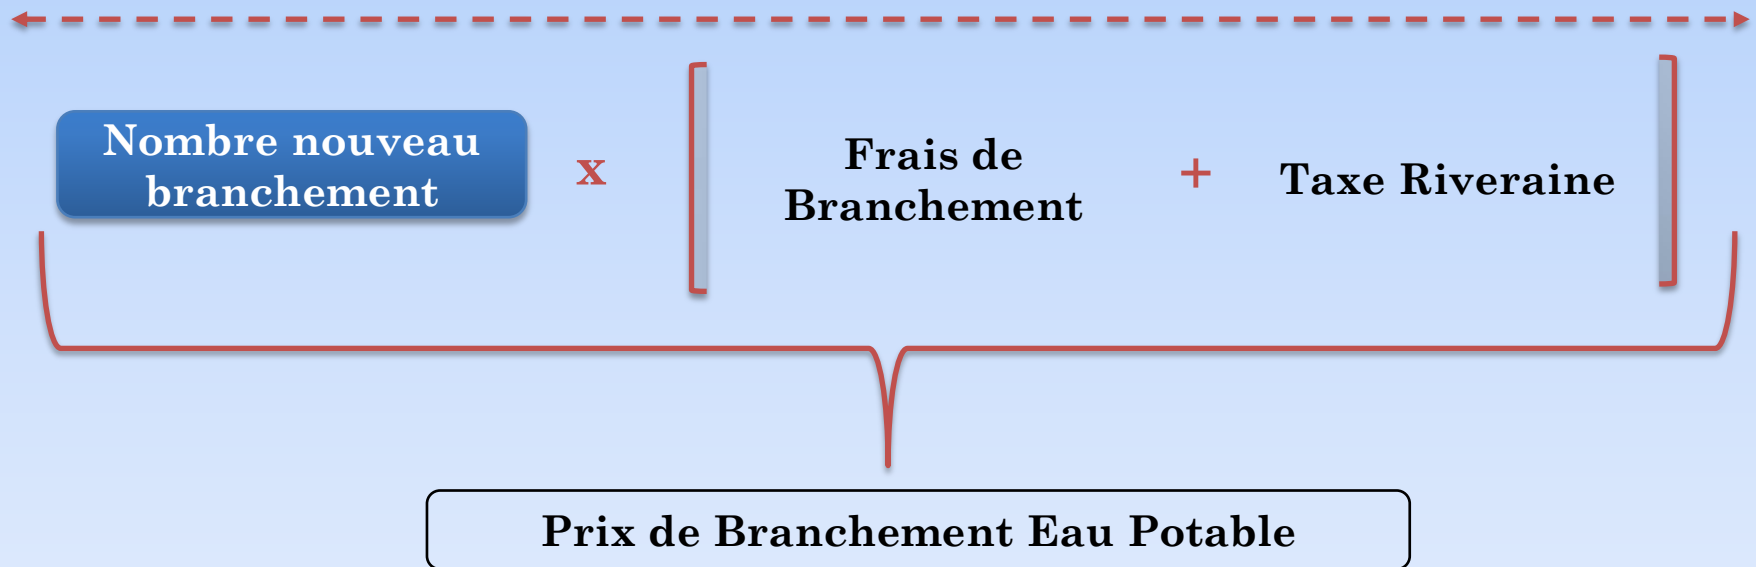 Nombre nouveau
branchement
x
Frais de
Branchement
+
Taxe Riveraine
Prix de Branchement Eau Potable